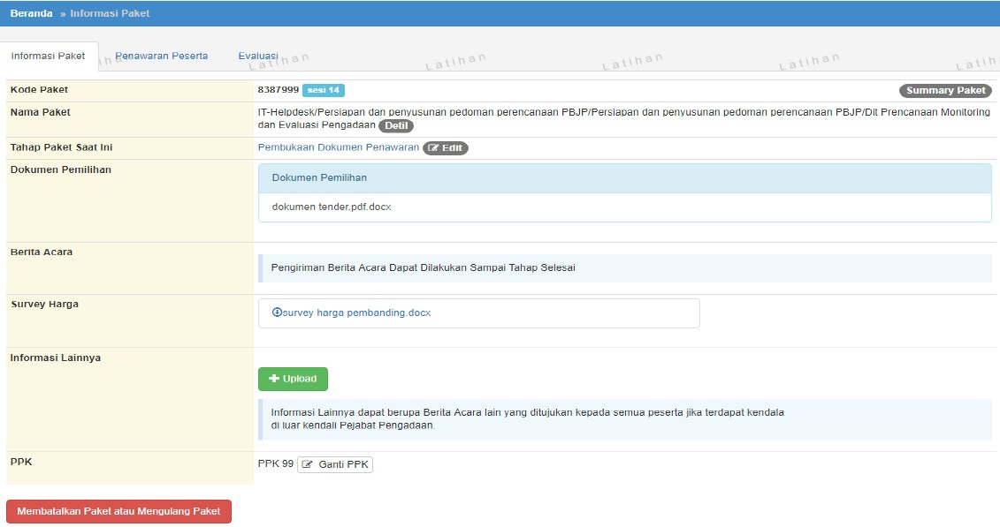 Beranda » Informasi Paket
Informasi Paket Penawaran Peserta Evaluasi
Latihan Latihan Latihan Latihan
Kode Paket 8387999 sesi 14 Summary Paket
Nama Paket IT-Helpdesk/Persiapan dan penyusunan pedoman perencanaan PBJP/Persiapan dan penyusunan pedoman perencanaan PBJP/Dit Prencanaan Monitoring
dan Evaluasi Pengadaan Detil
Tahap Paket Saat Ini Pembukaan Dokumen Penawaran Edit
Dokumen Pemilihan Dokumen Pemilihan
dokumen tender.pdf.docx
Berita Acara
Pengiriman Berita Acara Dapat Dilakukan Sampai Tahap Selesai
Survey Harga
survey harga pembanding.docx
Informasi Lainnya
Upload
Informasi Lainnya dapat berupa Berita Acara lain yang ditujukan kepada semua peserta jika terdapat kendala
di luar kendali Pejabat Pengadaan.
PPK PPK 99 Ganti PPK
Membatalkan Paket atau Mengulang Paket